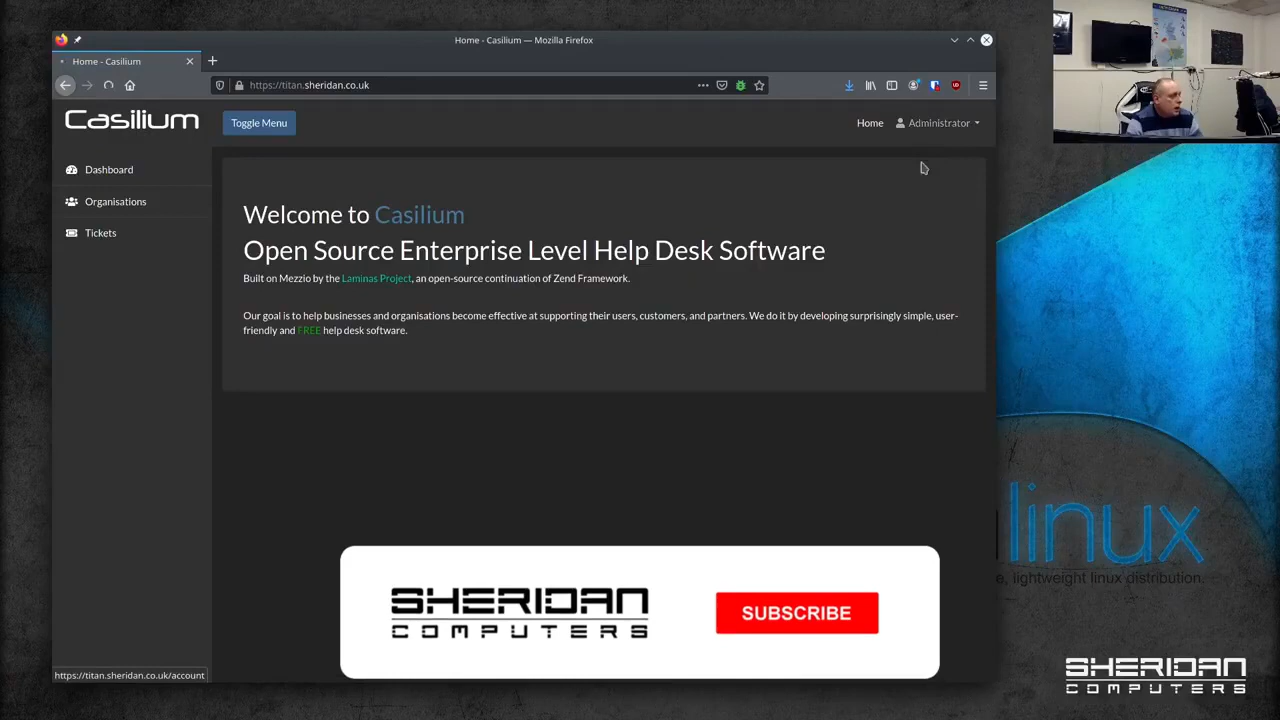 Home - Casilium — Mozilla Firefox
Home - Casilium
https://titan.sheridan.co.uk
Casilium
Toggle Menu
Home
Administrator
Dashboard
Organisations
Tickets
Welcome to Casilium
Open Source Enterprise Level Help Desk Software
Built on Mezzio by the Laminas Project, an open-source continuation of Zend Framework.
Our goal is to help businesses and organisations become effective at supporting their users, customers, and partners. We do it by developing surprisingly simple, user-
friendly and FREE help desk software.
linux
, lightweight linux distribution.
SHERIDAN
COMPUTERS
SUBSCRIBE
https://titan.sheridan.co.uk/account
SHERIDAN
COMPUTERS